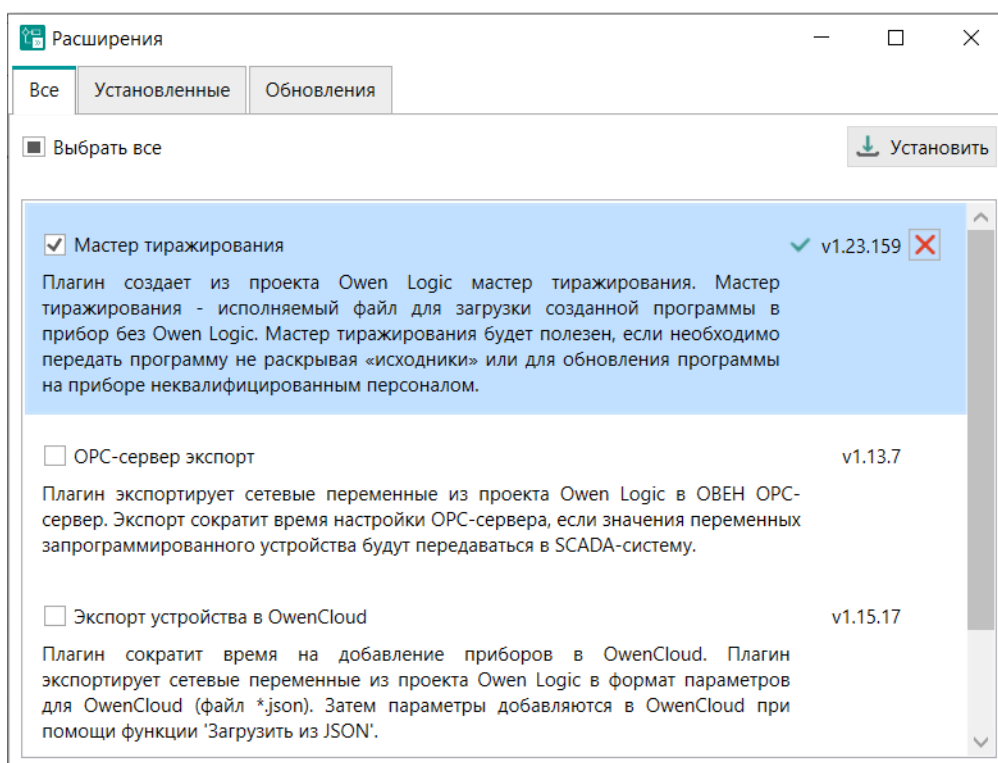 Расширения
Все
Установленные
Обновления
Выбрать все
Установить
Мастер тиражирования
v1.23.159
Плагин создает из проекта Owen Logic мастер тиражирования. Мастер
тиражирования - исполняемый файл для загрузки созданной программы в
прибор без Owen Logic. Мастер тиражирования будет полезен, если необходимо
передать программу не раскрывая «исходники» или для обновления программы
на приборе неквалифицированным персоналом.
OPC-сервер экспорт
v1.13.7
Плагин экспортирует сетевые переменные из проекта Owen Logic в ОВЕН OPC-
сервер. Экспорт сократит время настройки OPC-сервера, если значения переменных
запрограммированного устройства будут передаваться в SCADA-систему.
Экспорт устройства в OwenCloud
v1.15.17
Плагин сократит время на добавление приборов в OwenCloud. Плагин
экспортирует сетевые переменные из проекта Owen Logic в формат параметров
для OwenCloud (файл *.json). Затем параметры добавляются в OwenCloud при
помощи функции 'Загрузить из JSON'.